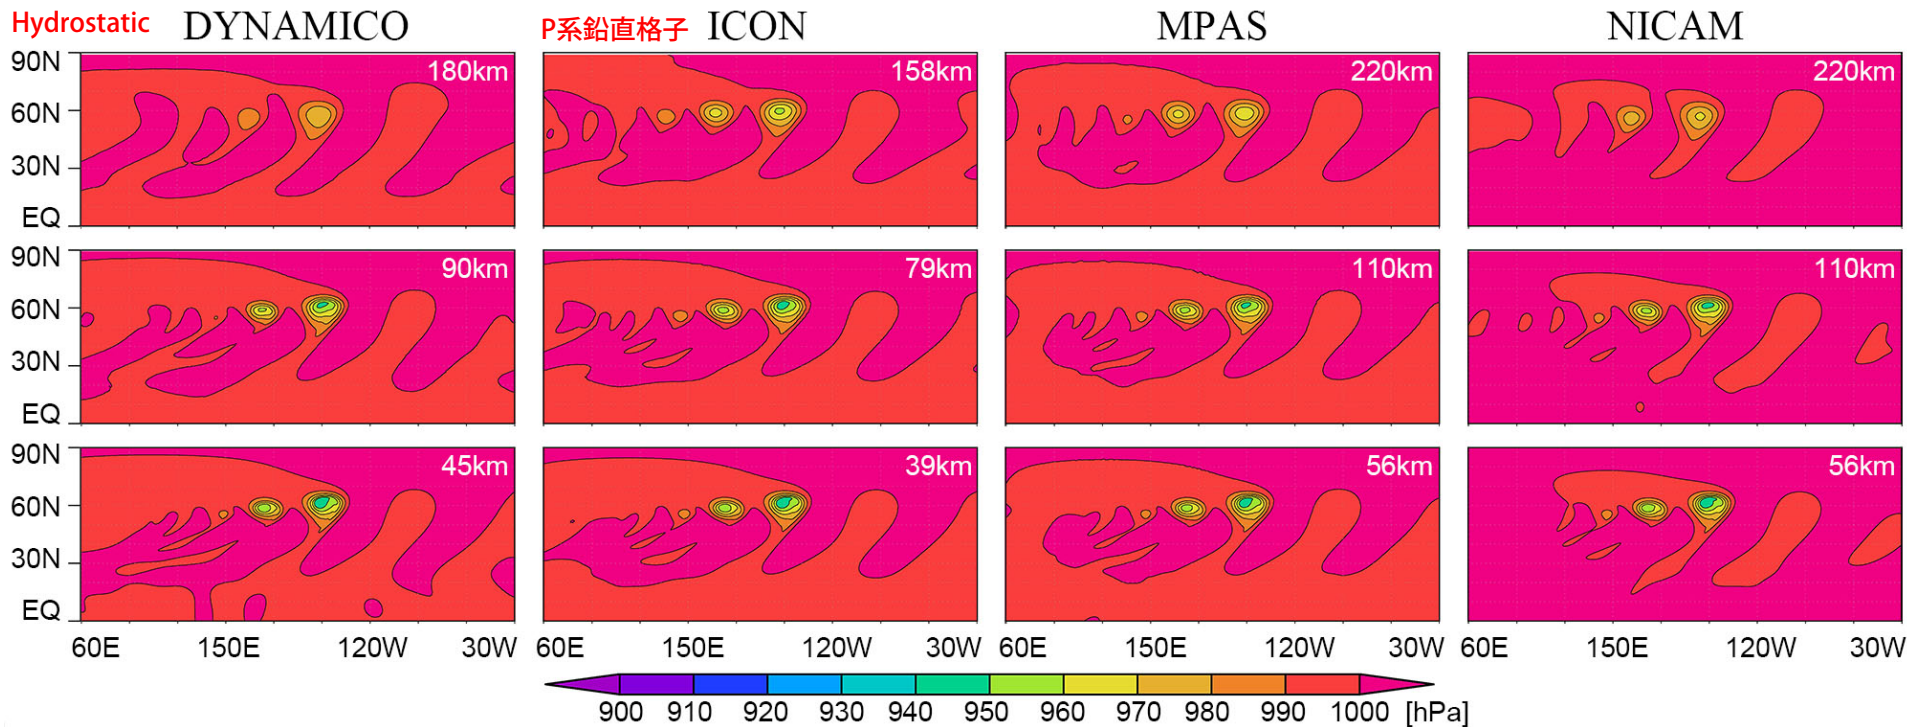 Hydrostatic DYNAMICO P系鉛直格子 ICON MPAS NICAM
90N 180km 158km 220km 220km
60N
30N
EQ
90N 90km 79km 110km 110km
60N
30N
EQ
90N 45km 39km 56km 56km
60N
30N
EQ
60E 150E 120W 30W 60E 150E 120W 30W 60E 150E 120W 30W 60E 150E 120W 30W
900 910 920 930 940 950 960 970 980 990 1000 [hPa]